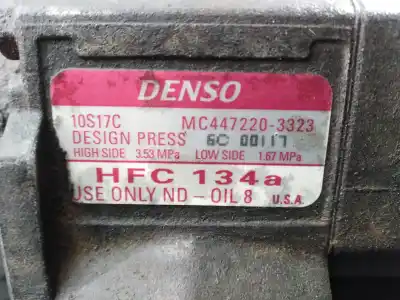 DENSO
10S17C MC447220-3323
DESIGN PRESS 6C 00117
HIGH SIDE 3.53 MPa LOW SIDE 1.67 MPa
HFC 134a
USE ONLY ND-OIL 8 U.S.A.